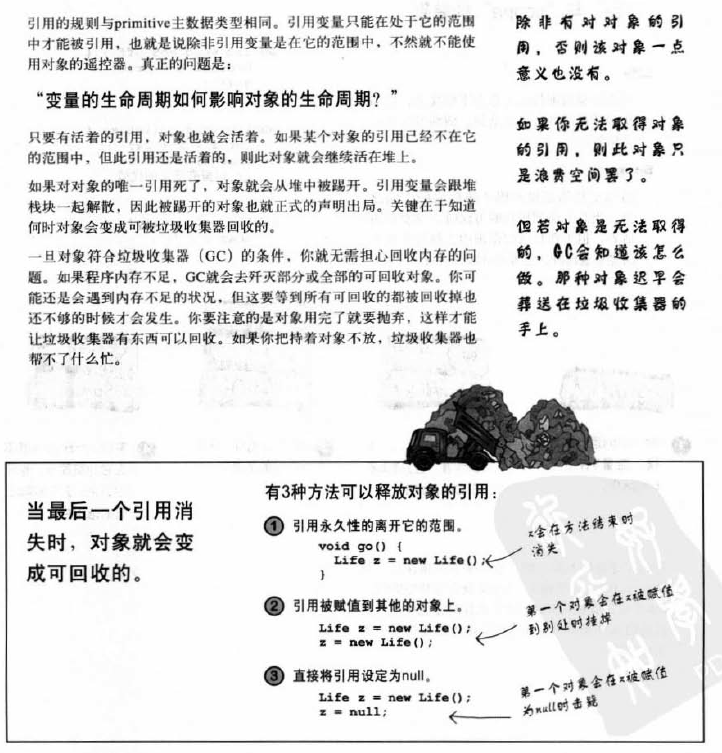 引用的规则与primitive主数据类型相同。引用变量只能在处于它的范围
中才能被引用，也就是说除非引用变量是在它的范围中，不然就不能使
用对象的遥控器。真正的问题是：
“变量的生命周期如何影响对象的生命周期？”
只要有活着的引用，对象也就会活着。如果某个对象的引用已经不在它
的范围中，但此引用还是活着的，则此对象就会继续活在堆上。
如果对对象的唯一引用死了，对象就会从堆中被踢开。引用变量会跟堆
栈块一起解散，因此被踢开的对象也就正式的声明出局。关键在于知道
何时对象会变成可被垃圾收集器回收的。
一旦对象符合垃圾收集器（GC）的条件，你就无需担心回收内存的问
题。如果程序内存不足，GC就会去歼灭部分或全部的可回收对象。你可
能还是会遇到内存不足的状况，但这要等到所有可回收的都被回收掉也
还不够的时候才会发生。你要注意的是对象用完了就要抛弃，这样才能
让垃圾收集器有东西可以回收。如果你把持着对象不放，垃圾收集器也
帮不了什么忙。
除非有对对象的引
用，否则该对象一点
意义也没有。
如果你无法取得对象
的引用，则此对象只
是浪费空间罢了。
但若对象是无法取得
的，GC会知道该怎么
做。那种对象迟早会
葬送在垃圾收集器的
手上。
当最后一个引用消
失时，对象就会变
成可回收的。
有3种方法可以释放对象的引用：
① 引用永久性的离开它的范围。
void go() {
Life z = new Life();
}
z会在方法结束时
消失
② 引用被赋值到其他的对象上。
Life z = new Life();
z = new Life();
第一个对象会在z被赋值
到别处时挂掉
③ 直接将引用设定为null。
Life z = new Life();
z = null;
第一个对象会在z被赋值
为null时击毙